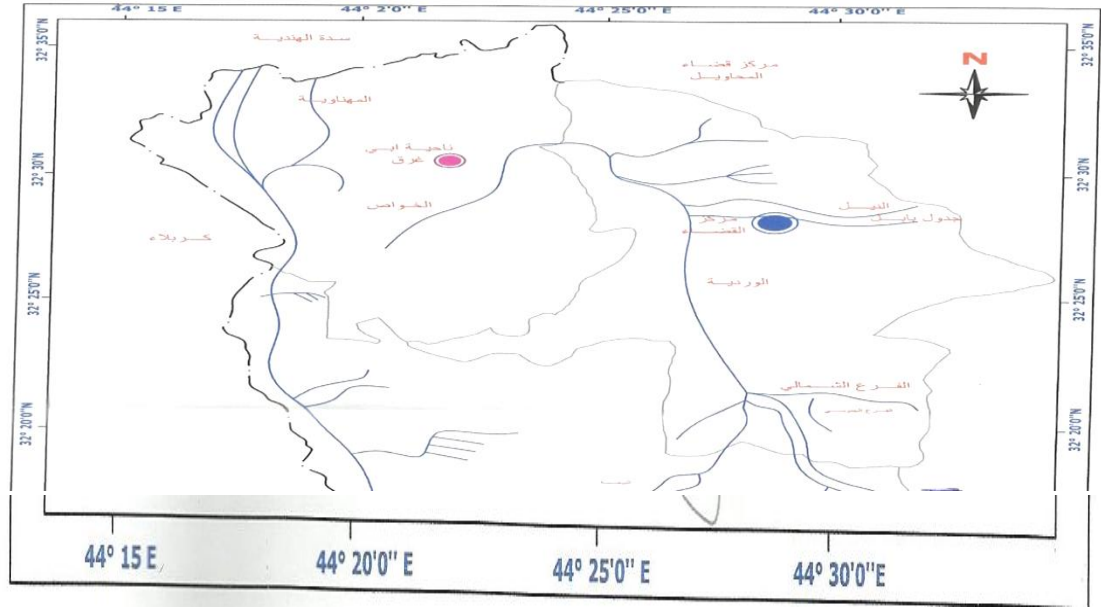 44° 15 E
44° 2'0'' E
44° 25'0'' E
44° 30'0'' E
32° 35'0''N
32° 30'N
32° 25'0''N
32° 20'0''N
32° 35'0''N
32° 30'N
32° 25'0''N
32° 20'0''N
N
سدة الهندية
مركز قضاء
المحاويل
المهناوية
ناحية ابي
غرق
الخواص
كربلاء
النيل
جدول بابل
مركز
القضاء
الوردية
الفرع الشمالي
44° 15 E
44° 20'0'' E
44° 25'0'' E
44° 30'0''E